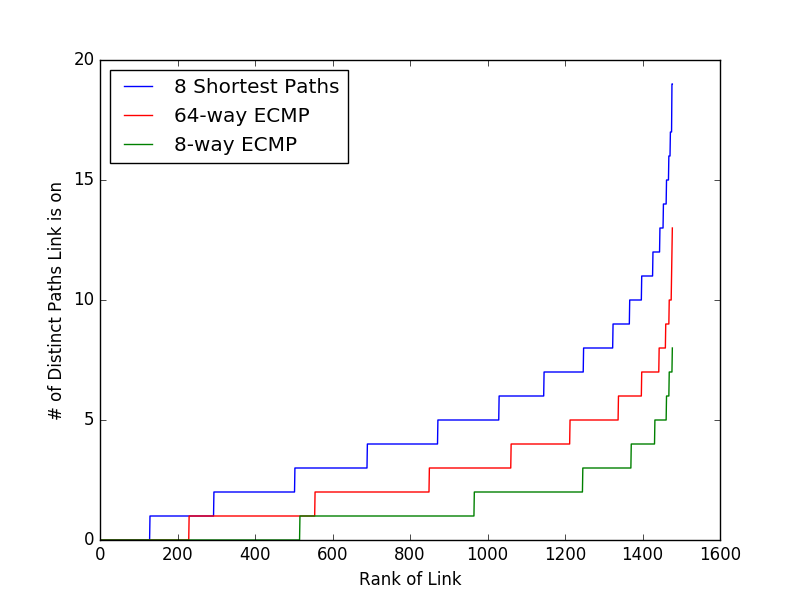 20
15
10
5
0
# of Distinct Paths Link is on
8 Shortest Paths
64-way ECMP
8-way ECMP
0 200 400 600 800 1000 1200 1400 1600
Rank of Link